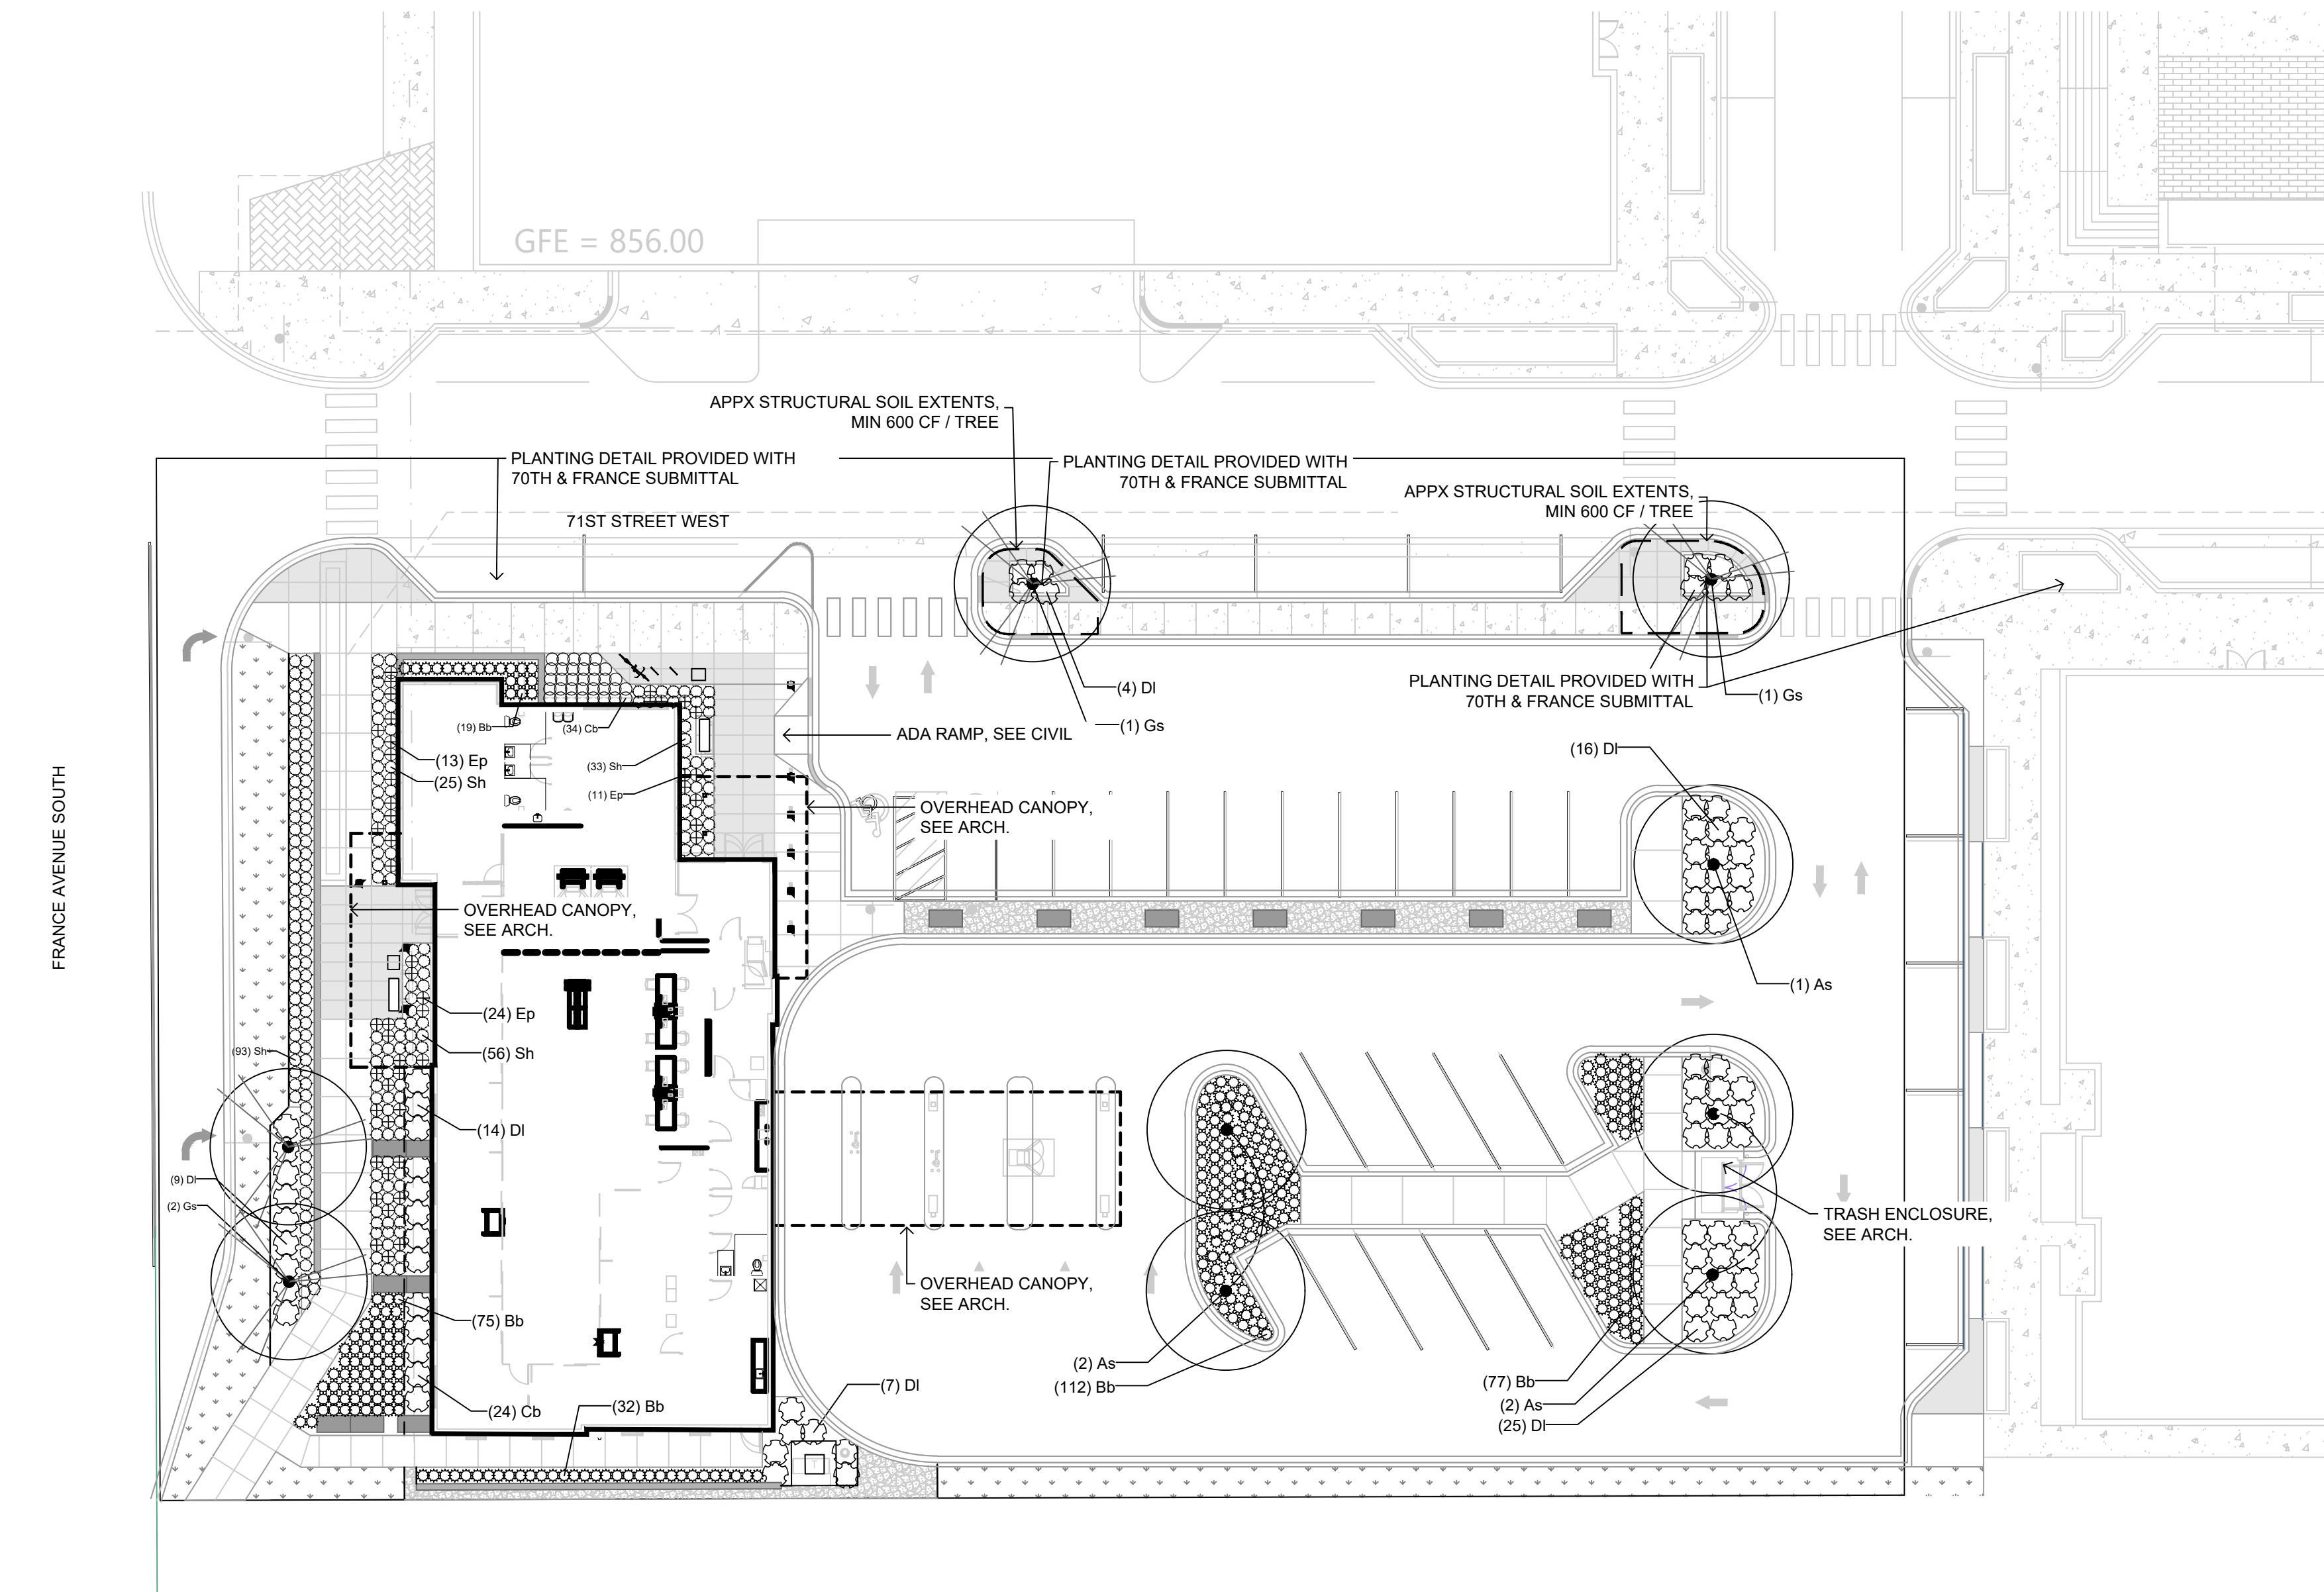 GFE = 856.00
APPX STRUCTURAL SOIL EXTENTS,
MIN 600 CF / TREE
PLANTING DETAIL PROVIDED WITH
70TH & FRANCE SUBMITTAL
PLANTING DETAIL PROVIDED WITH
70TH & FRANCE SUBMITTAL
APPX STRUCTURAL SOIL EXTENTS,
MIN 600 CF / TREE
71ST STREET WEST
(4) Dl
(1) Gs
PLANTING DETAIL PROVIDED WITH
70TH & FRANCE SUBMITTAL
(1) Gs
(19) Bb
(34) Cb
ADA RAMP, SEE CIVIL
(13) Ep
(25) Sh
(33) Sh
(11) Ep
(16) Dl
OVERHEAD CANOPY,
SEE ARCH.
FRANCE AVENUE SOUTH
OVERHEAD CANOPY,
SEE ARCH.
(1) As
(24) Ep
(93) Sh
(56) Sh
(14) Dl
(9) Dl
(2) Gs
TRASH ENCLOSURE,
SEE ARCH.
OVERHEAD CANOPY,
SEE ARCH.
(75) Bb
(2) As
(112) Bb
(7) Dl
(77) Bb
(2) As
(25) Dl
(24) Cb
(32) Bb